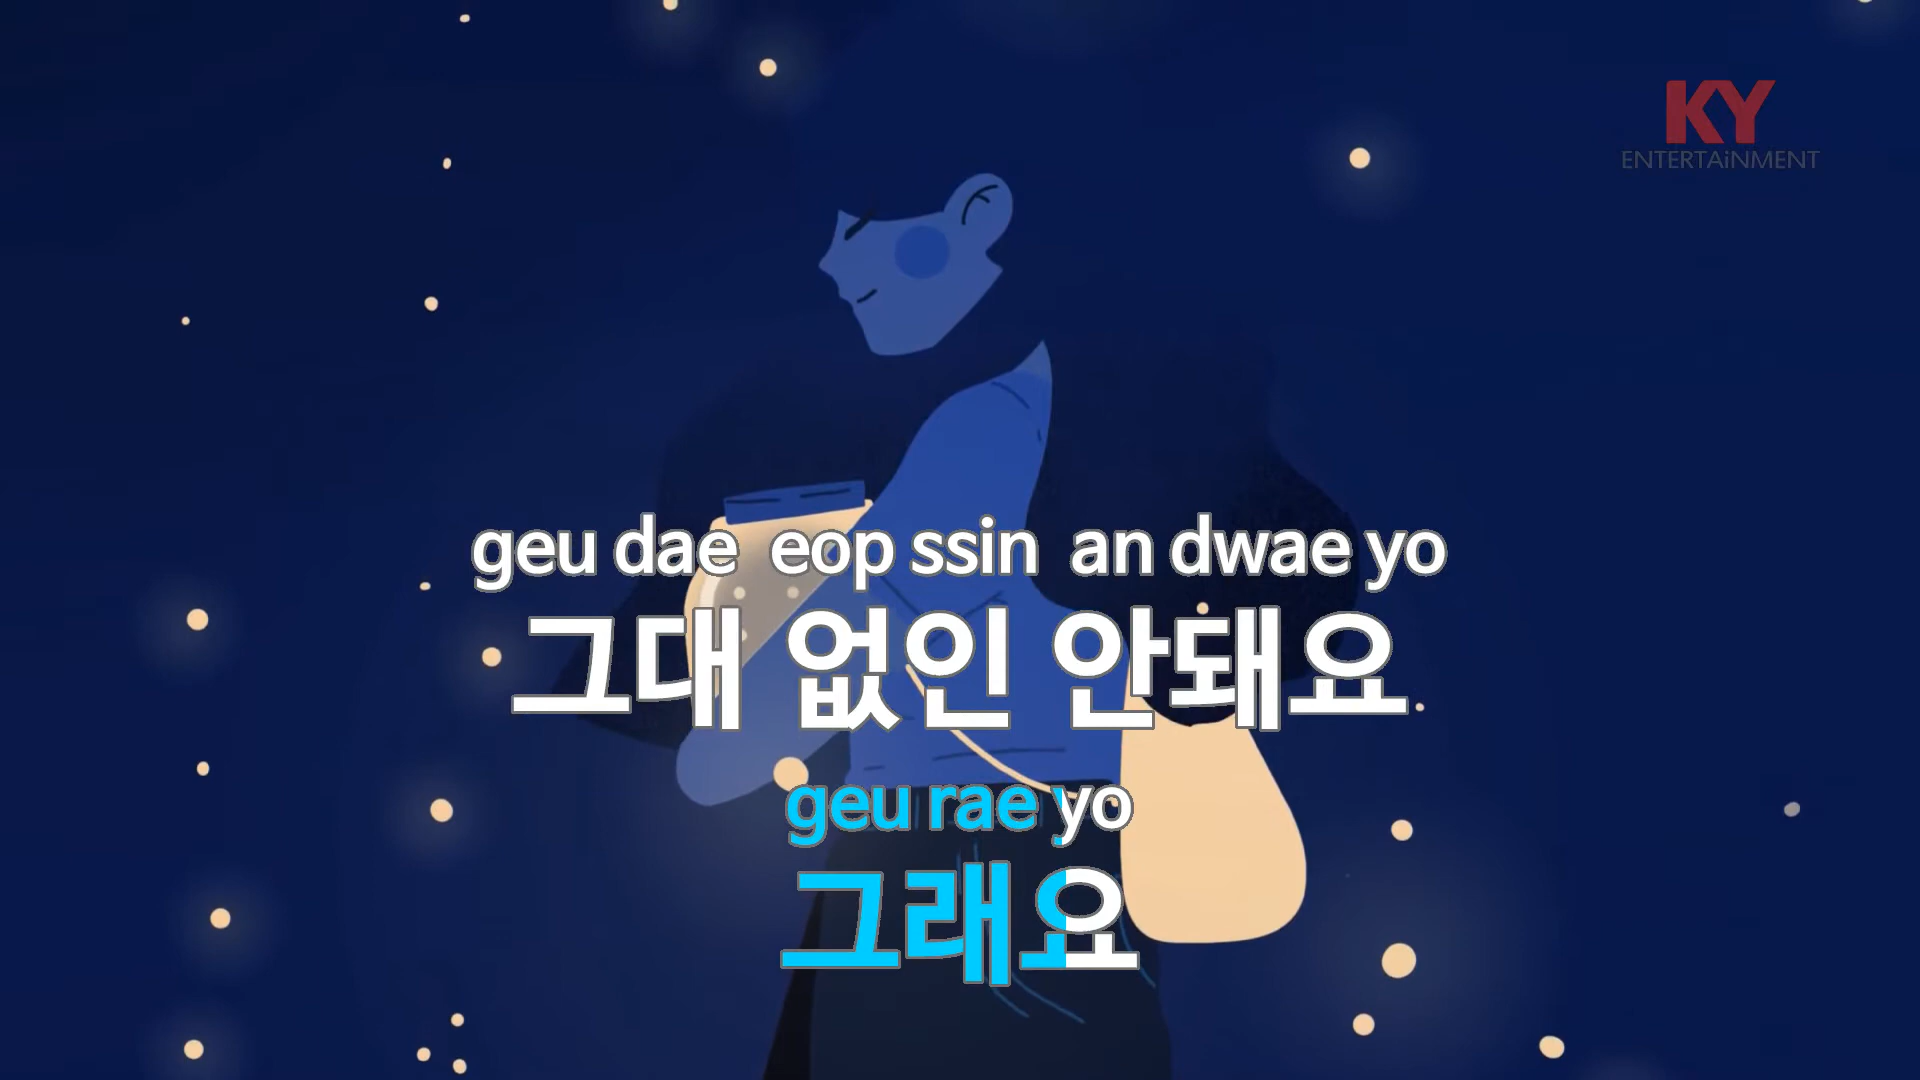 KY
ENTERTAiNMENT
geu dae eop ssin an dwae yo
그대 없인 안돼요
geu rae yo
그래요